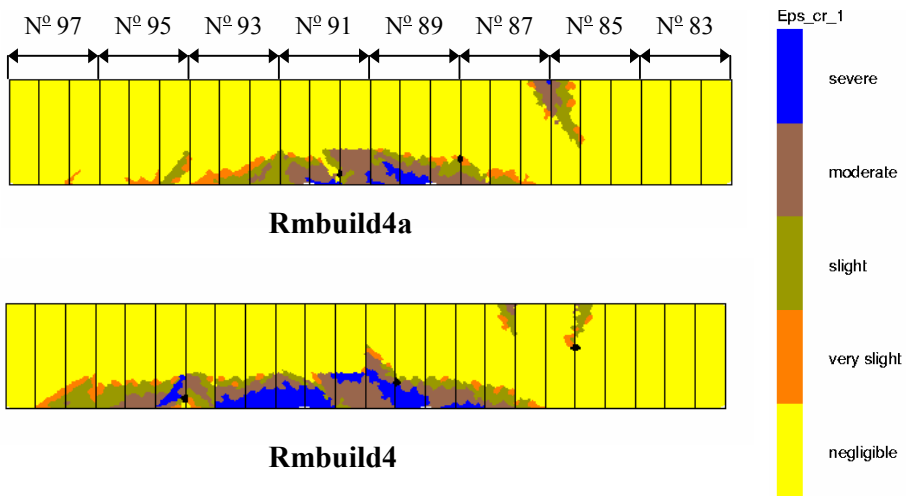 Nº 97 Nº 95 Nº 93 Nº 91 Nº 89 Nº 87 Nº 85 Nº 83
Rmbuild4a
Rmbuild4
Eps_cr_1
severe
moderate
slight
very slight
negligible